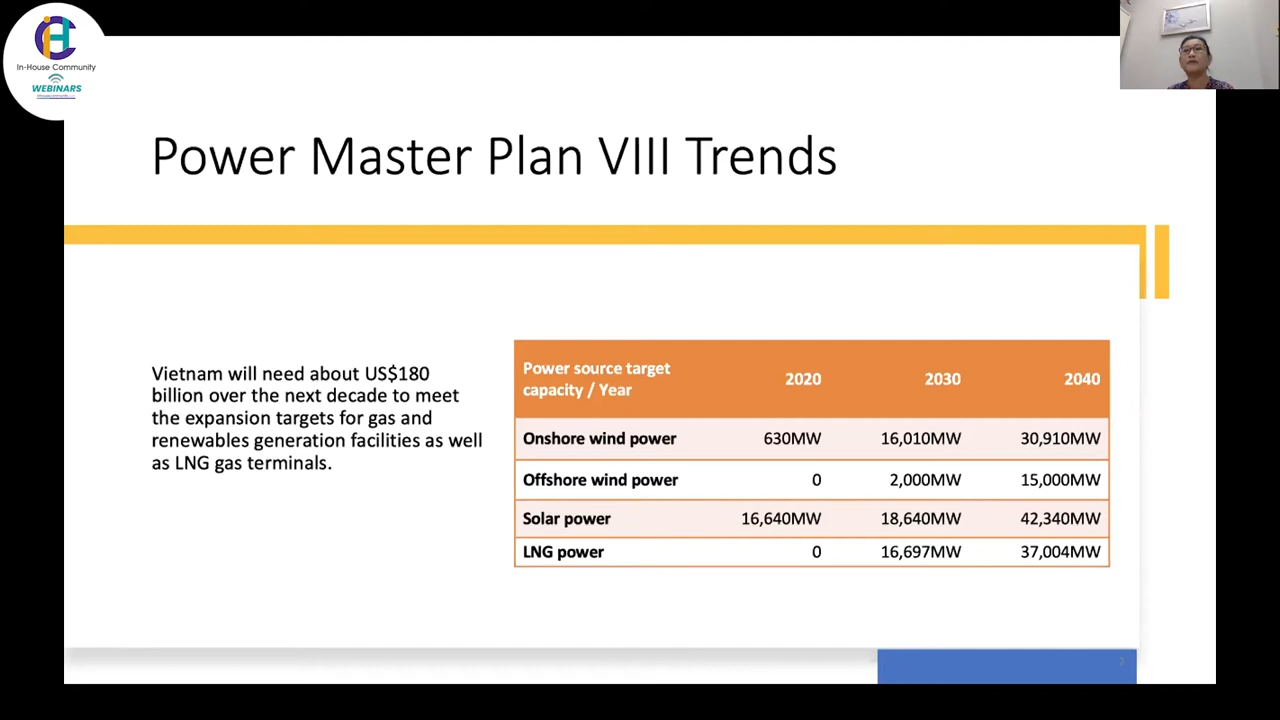 In-House Community
WEBINARS
Power Master Plan VIII Trends
Vietnam will need about US$180
billion over the next decade to meet
the expansion targets for gas and
renewables generation facilities as well
as LNG gas terminals.
Power source target
capacity / Year 2020 2030 2040
Onshore wind power 630MW 16,010MW 30,910MW
Offshore wind power 0 2,000MW 15,000MW
Solar power 16,640MW 18,640MW 42,340MW
LNG power 0 16,697MW 37,004MW
2